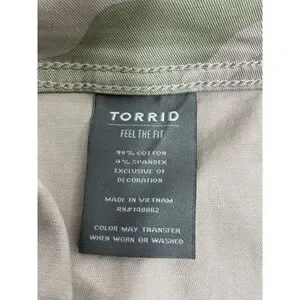 TORRID
FEEL THE FIT
96% COTTON
4% SPANDEX
EXCLUSIVE OF
DECORATION
MADE IN VIETNAM
RN#148882
COLOR MAY TRANSFER
WHEN WORN OR WASHED